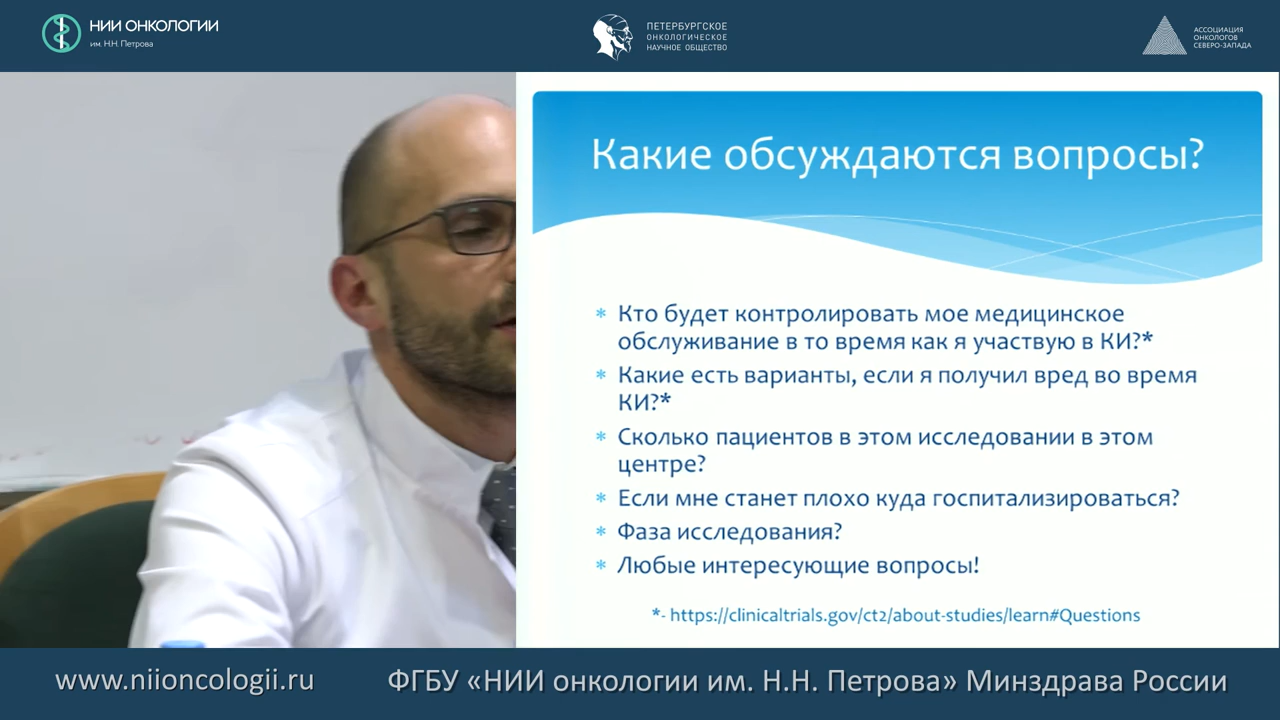 НИИ ОНКОЛОГИИ
им. Н.Н. Петрова
ПЕТЕРБУРГСКОЕ
ОНКОЛОГИЧЕСКОЕ
НАУЧНОЕ ОБЩЕСТВО
АССОЦИАЦИЯ
ОНКОЛОГОВ
СЕВЕРО-ЗАПАДА
Какие обсуждаются вопросы?
* Кто будет контролировать мое медицинское
обслуживание в то время как я участвую в КИ?*
* Какие есть варианты, если я получил вред во время
КИ?*
* Сколько пациентов в этом исследовании в этом
центре?
* Если мне станет плохо куда госпитализироваться?
* Фаза исследования?
* Любые интересующие вопросы!
*- https://clinicaltrials.gov/ct2/about-studies/learn#Questions
www.niioncologii.ru
ФГБУ «НИИ онкологии им. Н.Н. Петрова» Минздрава России